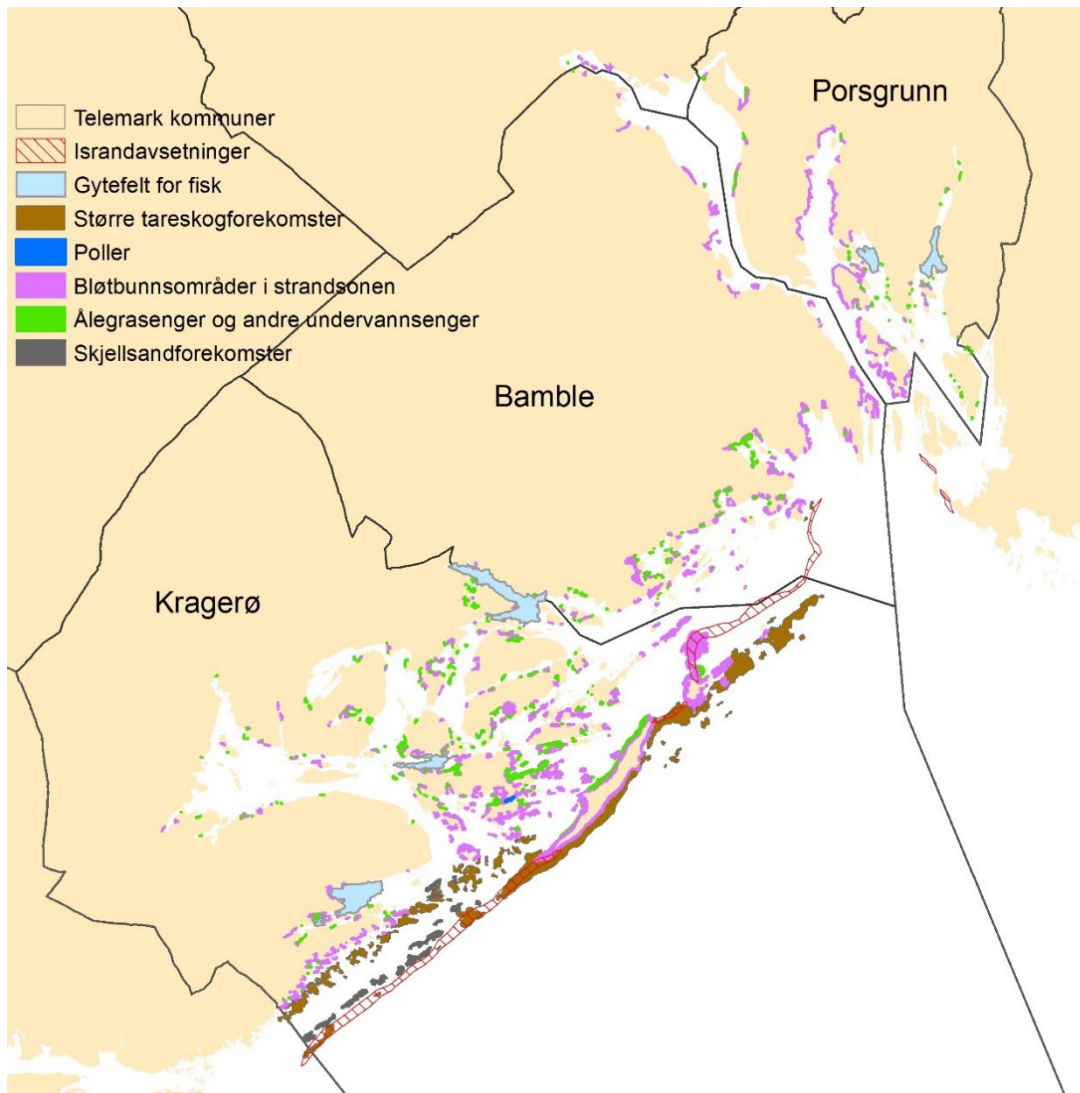 Porsgrunn
Telemark kommuner
Israndavsetninger
Gytefelt for fisk
Større tareskogforekomster
Poller
Bløtbunnsområder i strandsonen
Ålegrasenger og andre undervannsenger
Skjellsandforekomster
Bamble
Kragerø